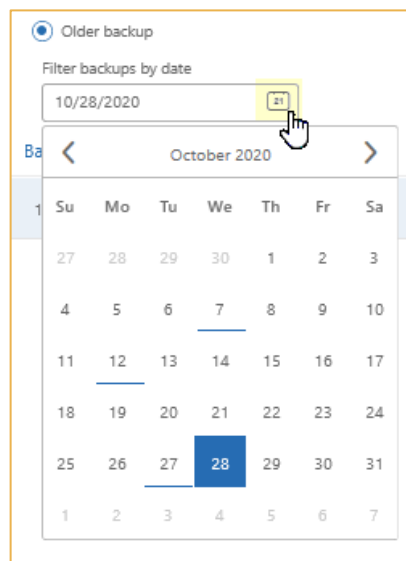 Older backup
Filter backups by date
10/28/2020 21
Ba
October 2020
1
Su Mo Tu We Th Fr Sa
27 28 29 30 1 2 3
4 5 6 7 8 9 10
11 12 13 14 15 16 17
18 19 20 21 22 23 24
25 26 27 28 29 30 31
1 2 3 4 5 6 7